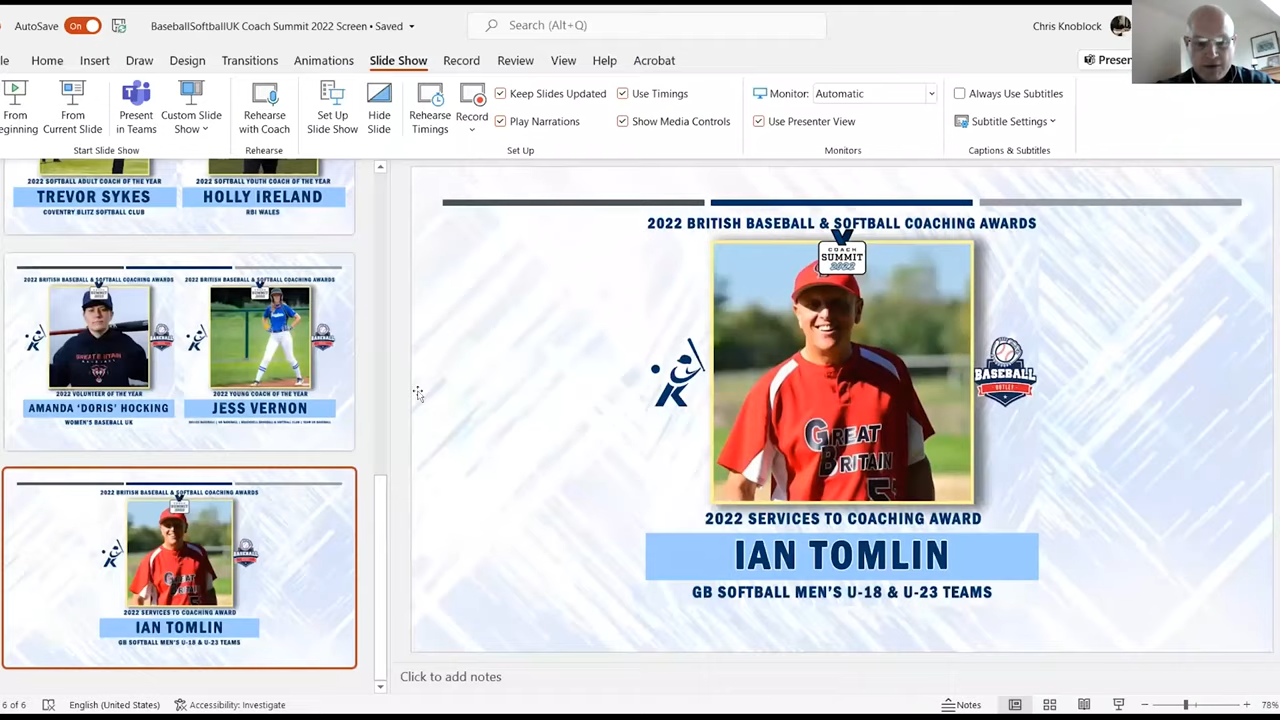 AutoSave On BaseballSoftballUK Coach Summit 2022 Screen • Saved Search (Alt+Q) Chris Knoblock
le Home Insert Draw Design Transitions Animations Slide Show Record Review View Help Acrobat Presen
From
eginning
From
Current Slide
Present
in Teams
Custom Slide
Show
Start Slide Show
Rehearse
with Coach
Rehearse
Set Up
Slide Show
Hide
Slide
Rehearse
Timings
Record
Keep Slides Updated
Play Narrations
Use Timings
Show Media Controls
Set Up
Monitor: Automatic
Use Presenter View
Monitors
Always Use Subtitles
Subtitle Settings
Captions & Subtitles
2022 SOFTBALL ADULT COACH OF THE YEAR
TREVOR SYKES
COVENTRY BLITZ SOFTBALL CLUB
2022 SOFTBALL YOUTH COACH OF THE YEAR
HOLLY IRELAND
RBI WALES
2022 BRITISH BASEBALL & SOFTBALL COACHING AWARDS
2022 VOLUNTEER OF THE YEAR
AMANDA 'DORIS' HOCKING
WOMEN'S BASEBALL UK
2022 BRITISH BASEBALL & SOFTBALL COACHING AWARDS
2022 YOUNG COACH OF THE YEAR
JESS VERNON
2022 BRITISH BASEBALL & SOFTBALL COACHING AWARDS
GREAT
BRITAIN
2022 SERVICES TO COACHING AWARD
IAN TOMLIN
GB SOFTBALL MEN'S U-18 & U-23 TEAMS
2022 BRITISH BASEBALL & SOFTBALL COACHING AWARDS
COACH
SUMMIT
2022
BASEBALL
OUTLET
GREAT
BRITAIN
5
2022 SERVICES TO COACHING AWARD
IAN TOMLIN
GB SOFTBALL MEN'S U-18 & U-23 TEAMS
Click to add notes
6 of 6 English (United States) Accessibility: Investigate Notes 78%